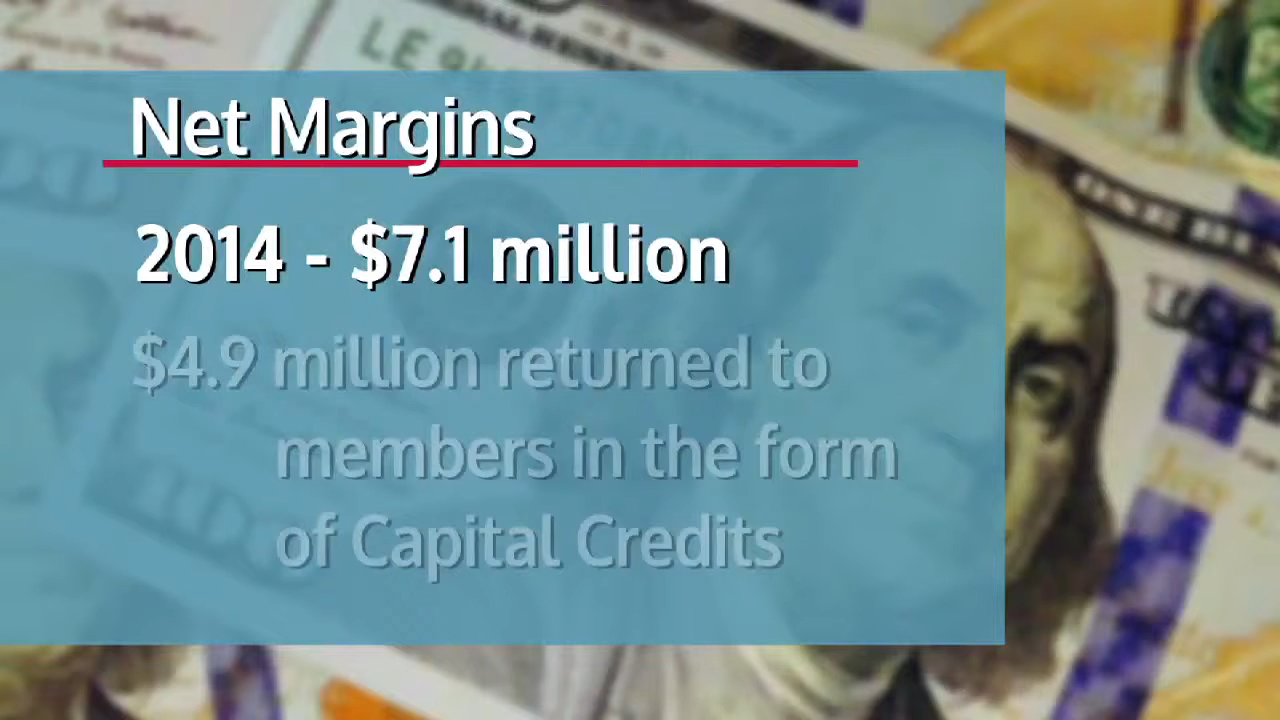 Net Margins
2014 - $7.1 million
$4.9 million returned to
members in the form
of Capital Credits